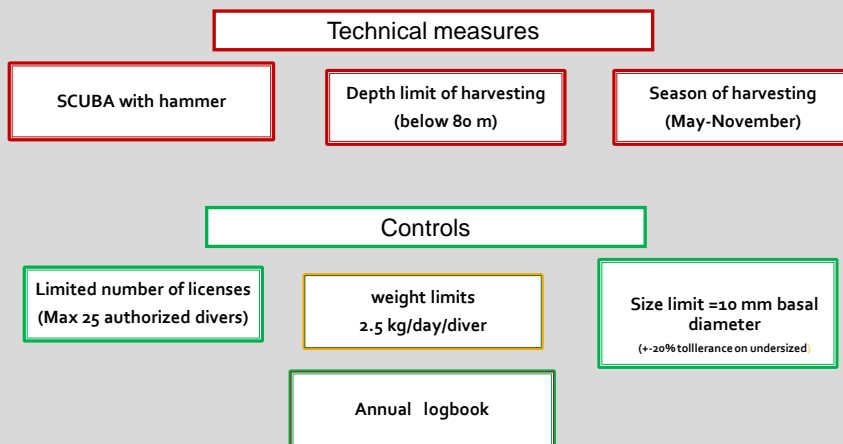 Technical measures
SCUBA with hammer
Depth limit of harvesting
(below 80 m)
Season of harvesting
(May-November)
Controls
Limited number of licenses
(Max 25 authorized divers)
weight limits
2.5 kg/day/diver
Size limit =10 mm basal
diameter
(+-20% tolllerance on undersized)
Annual logbook